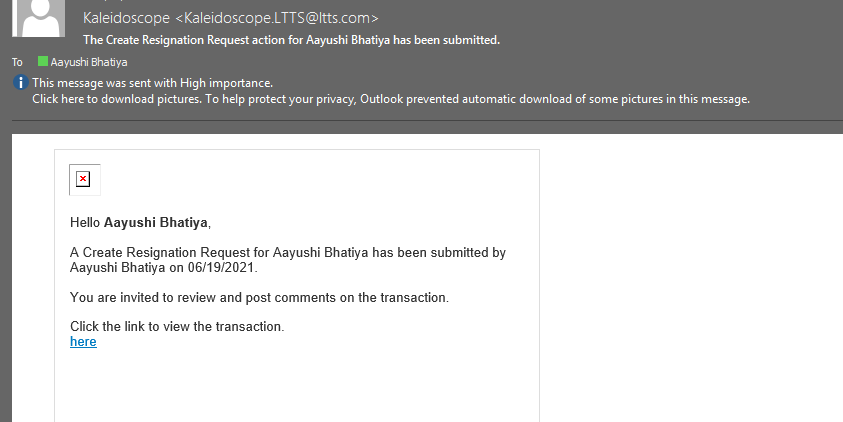 Kaleidoscope <Kaleidoscope.LTTS@ltts.com>
The Create Resignation Request action for Aayushi Bhatiya has been submitted.
To Aayushi Bhatiya
This message was sent with High importance.
Click here to download pictures. To help protect your privacy, Outlook prevented automatic download of some pictures in this message.
Hello Aayushi Bhatiya,
A Create Resignation Request for Aayushi Bhatiya has been submitted by
Aayushi Bhatiya on 06/19/2021.
You are invited to review and post comments on the transaction.
Click the link to view the transaction.
here